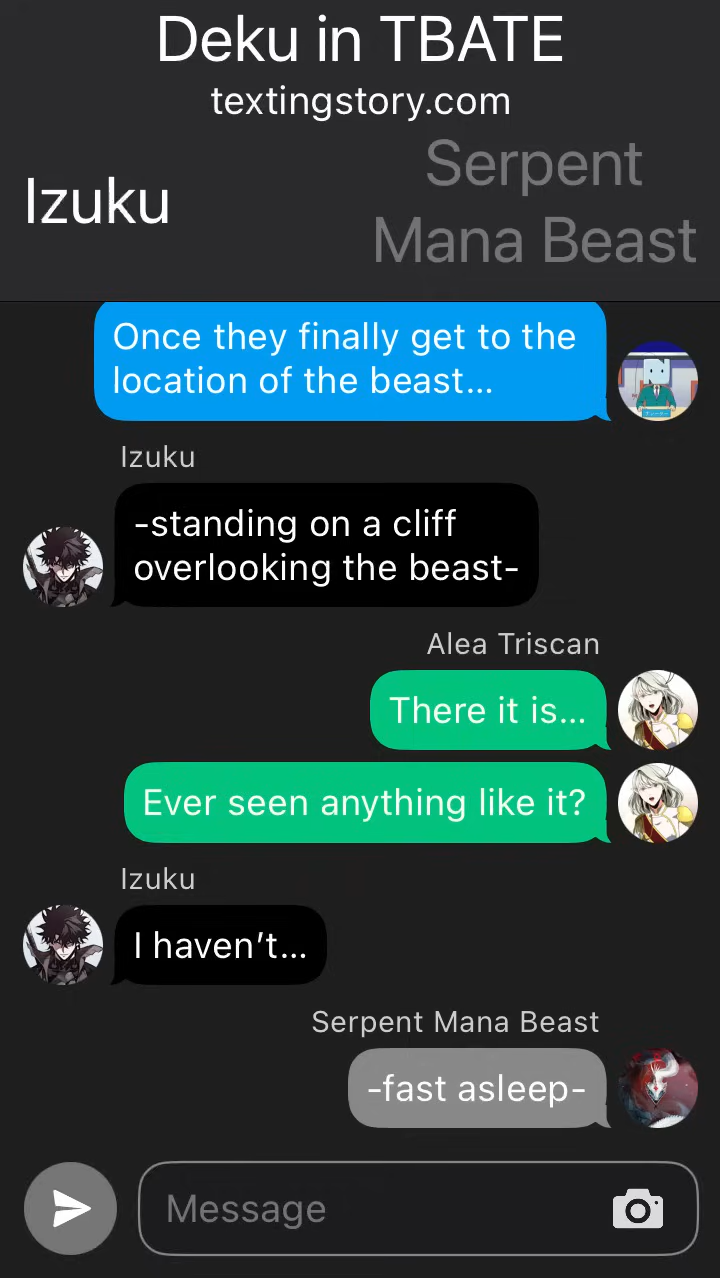 Deku in TBATE
textingstory.com
Izuku
Serpent
Mana Beast
Once they finally get to the
location of the beast...
Izuku
-standing on a cliff
overlooking the beast-
Alea Triscan
There it is...
Ever seen anything like it?
Izuku
I haven’t...
Serpent Mana Beast
-fast asleep-
Message